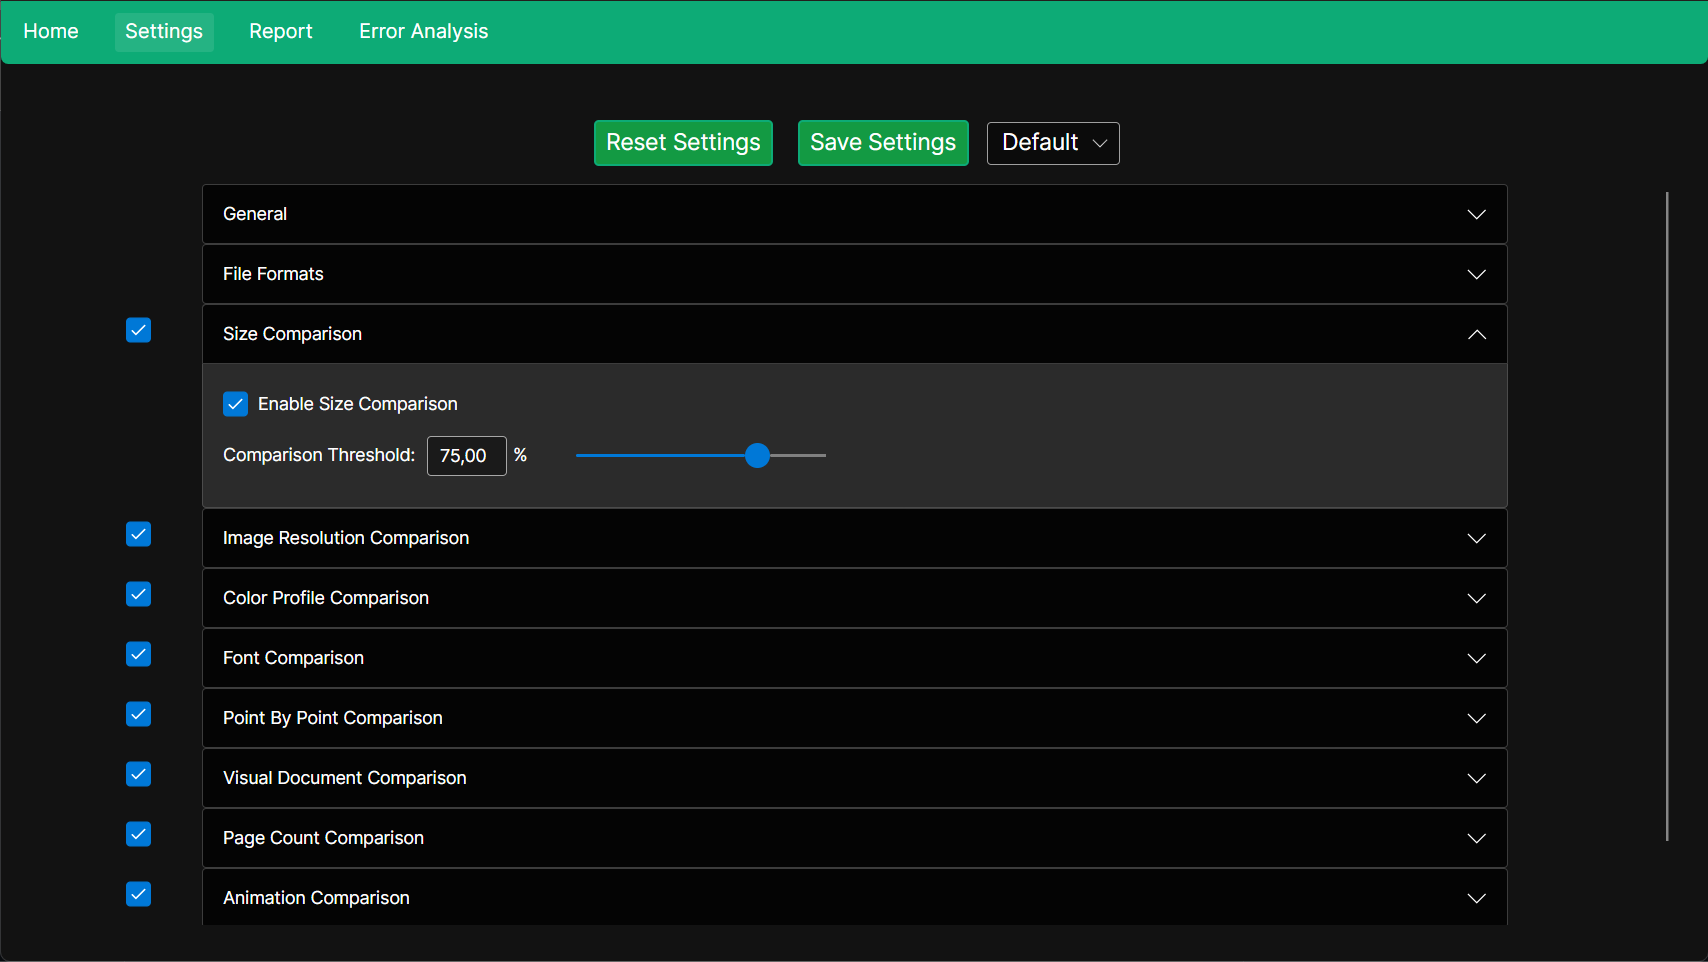 Home Settings Report Error Analysis
Reset Settings Save Settings Default
General
File Formats
Size Comparison
Enable Size Comparison
Comparison Threshold: 75,00 %
Image Resolution Comparison
Color Profile Comparison
Font Comparison
Point By Point Comparison
Visual Document Comparison
Page Count Comparison
Animation Comparison